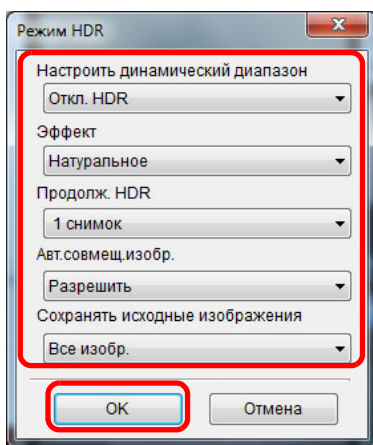 Режим HDR
Настроить динамический диапазон
Откл. HDR
Эффект
Натуральное
Продолж. HDR
1 снимок
Авт.совмещ.изобр.
Разрешить
Сохранять исходные изображения
Все изобр.
OK Отмена